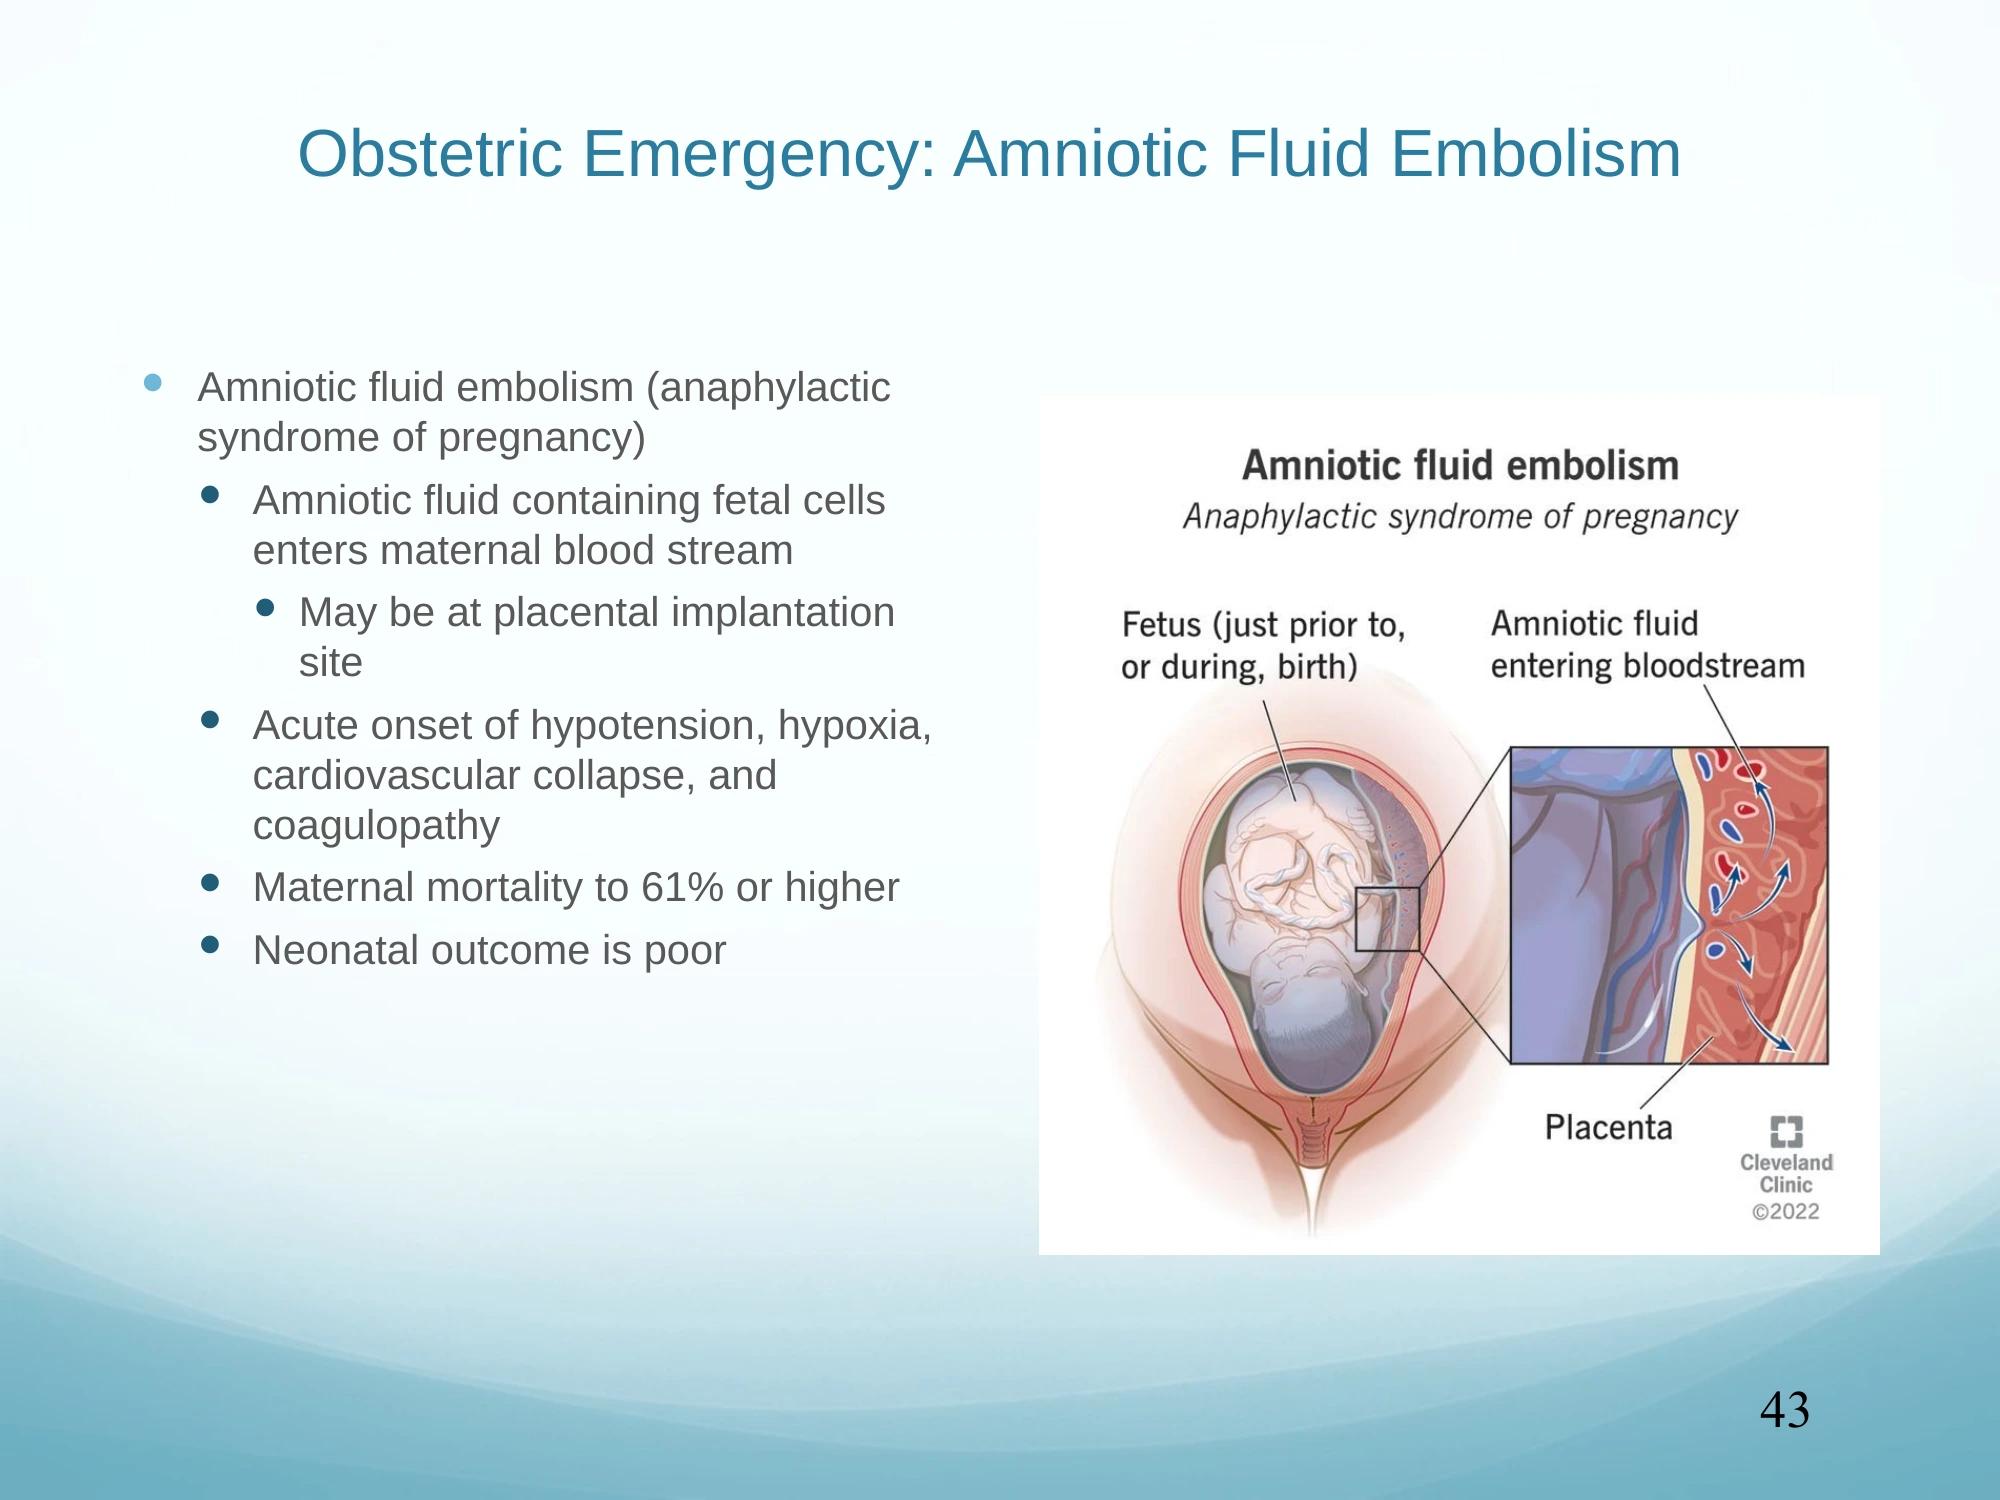 Obstetric Emergency: Amniotic Fluid Embolism
Amniotic fluid embolism (anaphylactic
syndrome of pregnancy)
Amniotic fluid containing fetal cells
enters maternal blood stream
May be at placental implantation
site
Acute onset of hypotension, hypoxia,
cardiovascular collapse, and
coagulopathy
Maternal mortality to 61% or higher
Neonatal outcome is poor
Amniotic fluid embolism
Anaphylactic syndrome of pregnancy
Fetus (just prior to,
or during, birth)
Amniotic fluid
entering bloodstream
Placenta
Cleveland
Clinic
©2022
43